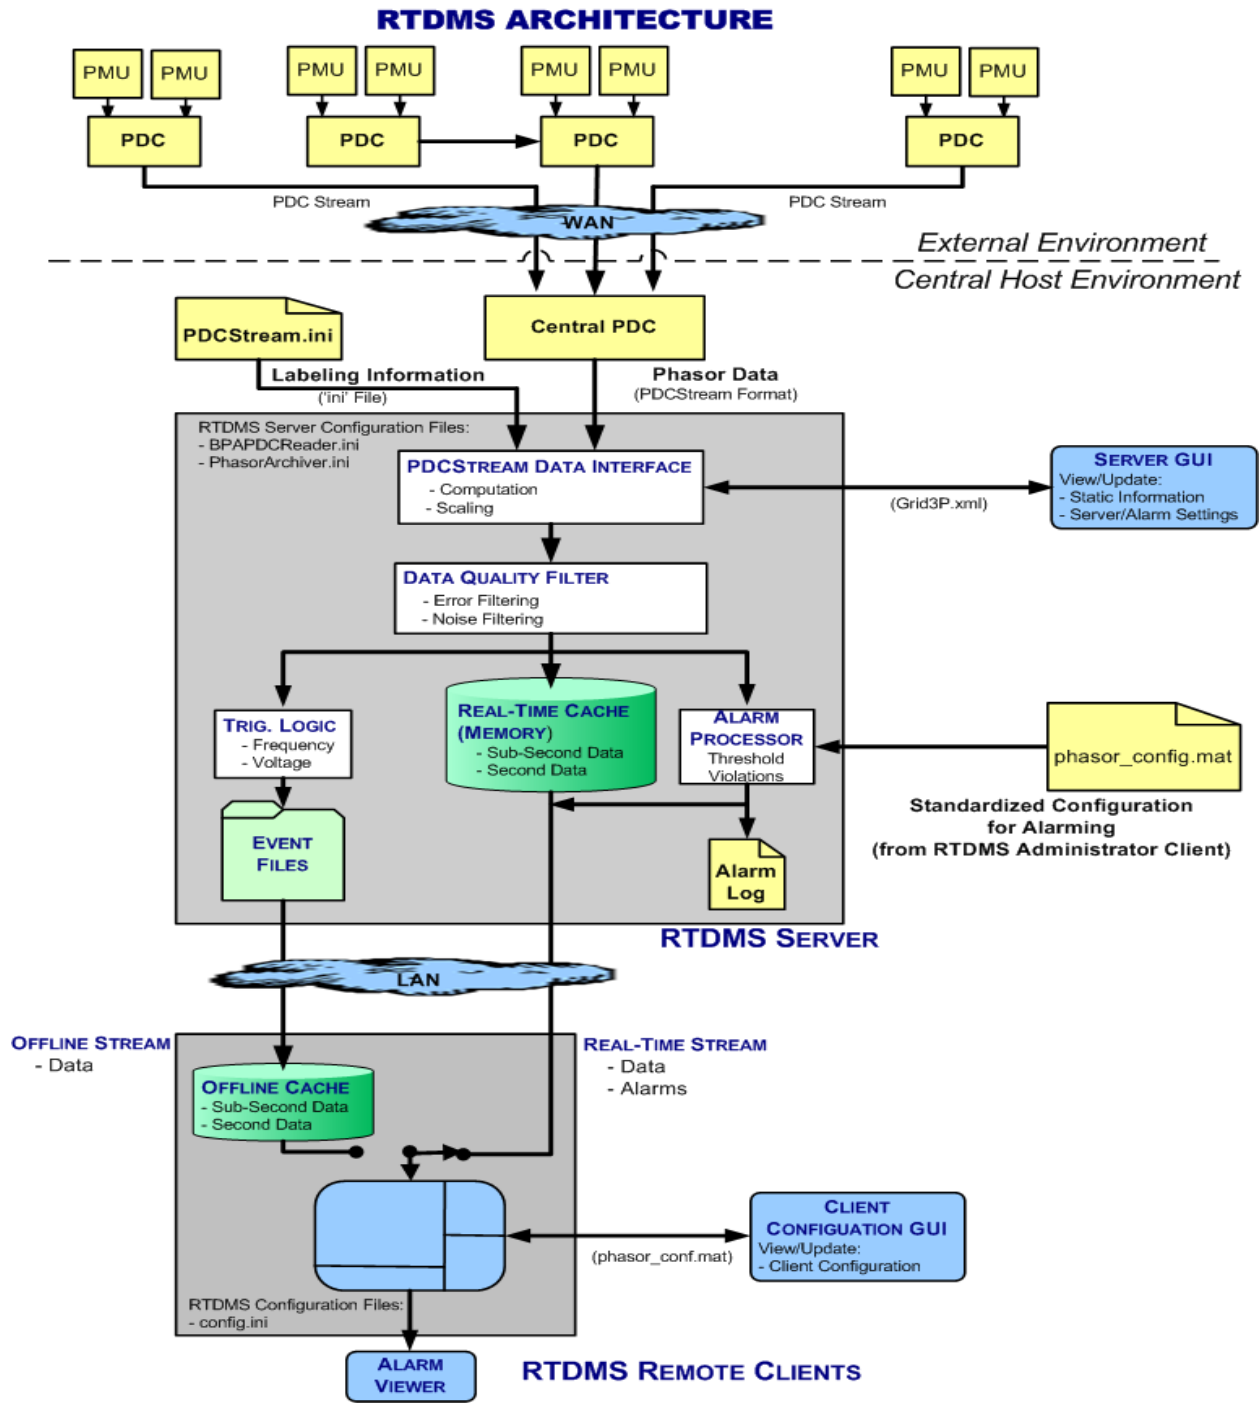 RTDMS ARCHITECTURE
PMU PMU PMU PMU PMU PMU PMU PMU
PDC PDC PDC PDC
PDC Stream PDC Stream
WAN
External Environment
Central Host Environment
PDCStream.ini
Central PDC
Labeling Information
('ini' File)
Phasor Data
(PDCStream Format)
RTDMS Server Configuration Files:
- BPAPDCReader.ini
- PhasorArchiver.ini
PDCSTREAM DATA INTERFACE
- Computation
- Scaling
(Grid3P.xml)
SERVER GUI
View/Update:
- Static Information
- Server/Alarm Settings
DATA QUALITY FILTER
- Error Filtering
- Noise Filtering
TRIG. LOGIC
- Frequency
- Voltage
REAL-TIME CACHE
(MEMORY)
- Sub-Second Data
- Second Data
ALARM
PROCESSOR
Threshold
Violations
phasor_config.mat
Standardized Configuration
for Alarming
(from RTDMS Administrator Client)
EVENT
FILES
Alarm
Log
RTDMS SERVER
LAN
OFFLINE STREAM
- Data
REAL-TIME STREAM
- Data
- Alarms
OFFLINE CACHE
- Sub-Second Data
- Second Data
(phasor_conf.mat)
CLIENT
CONFIGUATION GUI
View/Update:
- Client Configuration
RTDMS Configuration Files:
- config.ini
ALARM
VIEWER
RTDMS REMOTE CLIENTS